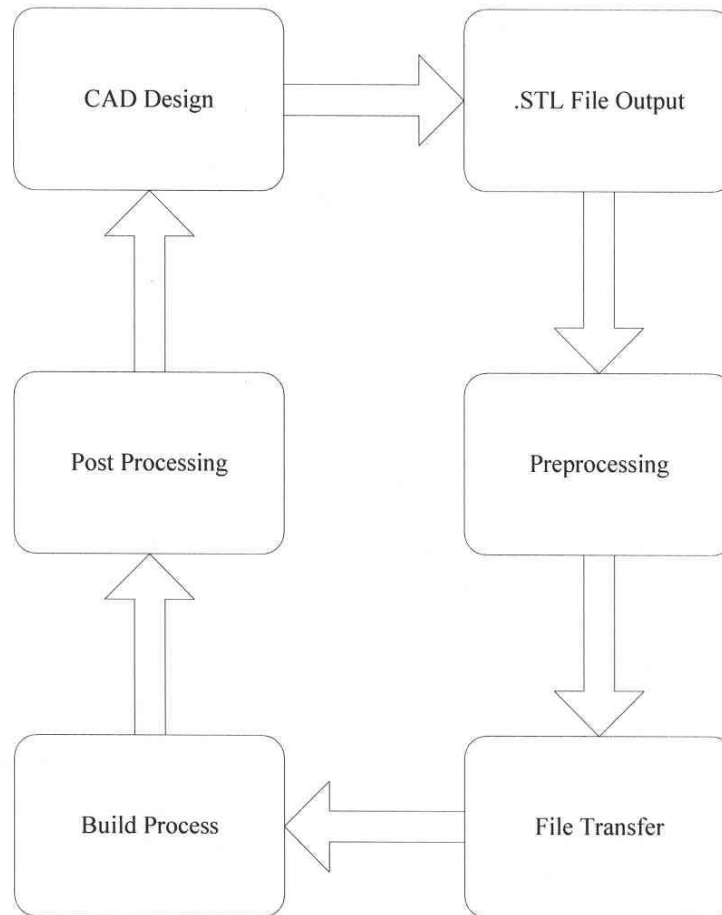 CAD Design
.STL File Output
Post Processing
Preprocessing
Build Process
File Transfer